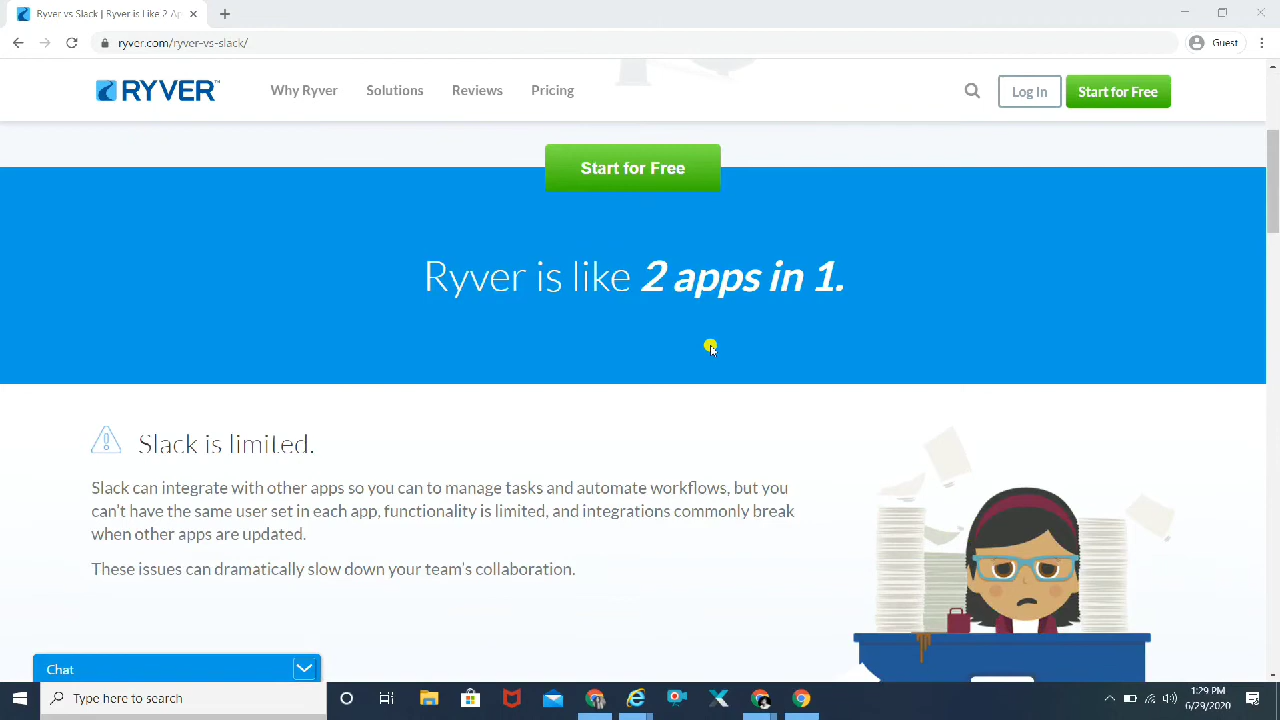 Ryver vs Slack | Ryver is Like 2 Ap
ryver.com/ryver-vs-slack/
Guest
RYVER™
Why Ryver
Solutions
Reviews
Pricing
Log In
Start for Free
Start for Free
Ryver is like 2 apps in 1.
Slack is limited.
Slack can integrate with other apps so you can to manage tasks and automate workflows, but you
can't have the same user set in each app, functionality is limited, and integrations commonly break
when other apps are updated.
These issues can dramatically slow down your team's collaboration.
Chat
Type here to search
1:29 PM
6/29/2020